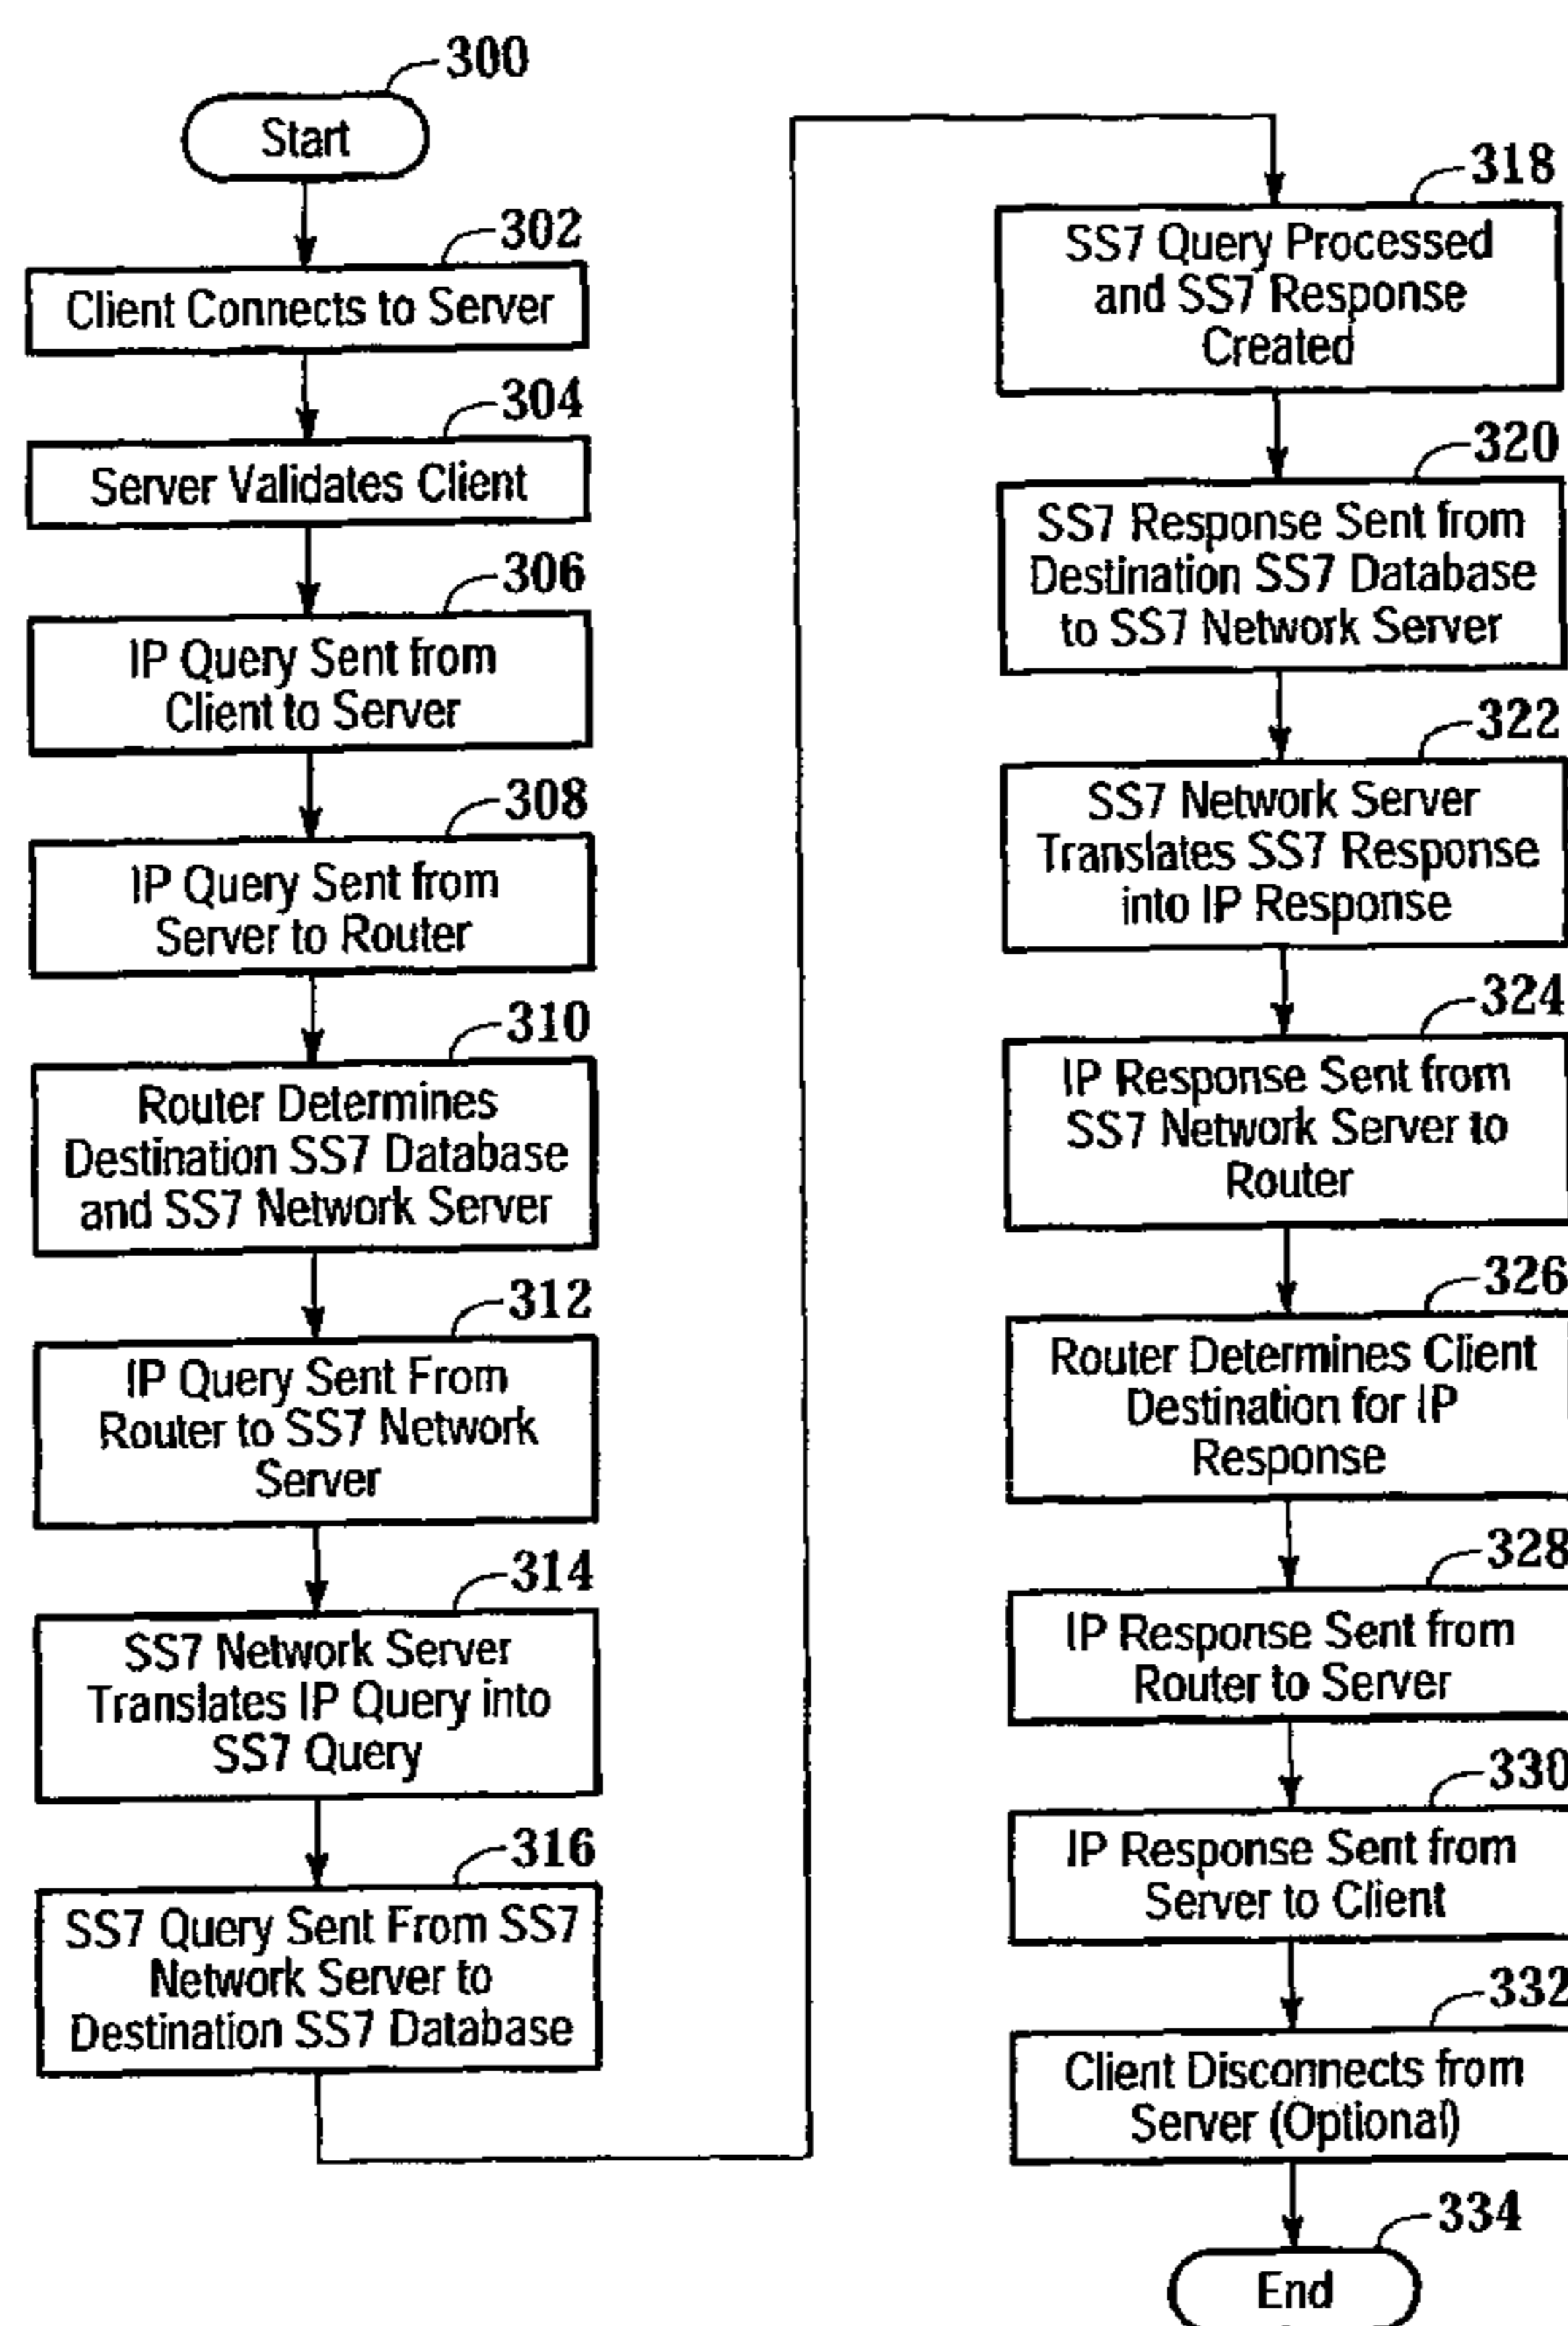 300
Start
302
Client Connects to Server
304
Server Validates Client
306
IP Query Sent from
Client to Server
308
IP Query Sent from
Server to Router
310
Router Determines
Destination SS7 Database
and SS7 Network Server
312
IP Query Sent From
Router to SS7 Network
Server
314
SS7 Network Server
Translates IP Query into
SS7 Query
316
SS7 Query Sent From SS7
Network Server to
Destination SS7 Database
318
SS7 Query Processed
and SS7 Response
Created
320
SS7 Response Sent from
Destination SS7 Database
to SS7 Network Server
322
SS7 Network Server
Translates SS7 Response
into IP Response
324
IP Response Sent from
SS7 Network Server to
Router
326
Router Determines Client
Destination for IP
Response
328
IP Response Sent from
Router to Server
330
IP Response Sent from
Server to Client
332
Client Disconnects from
Server (Optional)
334
End